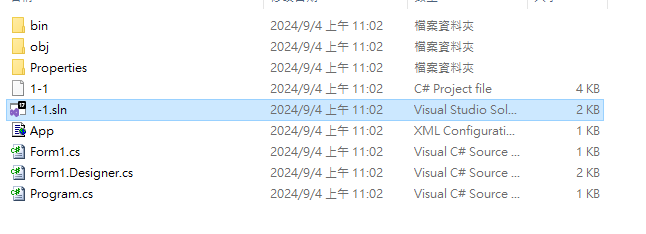 bin 2024/9/4 上午 11:02 檔案資料夾
obj 2024/9/4 上午 11:02 檔案資料夾
Properties 2024/9/4 上午 11:02 檔案資料夾
1-1 2024/9/4 上午 11:02 C# Project file 4 KB
1-1.sln 2024/9/4 上午 11:02 Visual Studio Sol... 2 KB
App 2024/9/4 上午 11:02 XML Configurati... 1 KB
Form1.cs 2024/9/4 上午 11:02 Visual C# Source ... 1 KB
Form1.Designer.cs 2024/9/4 上午 11:02 Visual C# Source ... 2 KB
Program.cs 2024/9/4 上午 11:02 Visual C# Source ... 1 KB